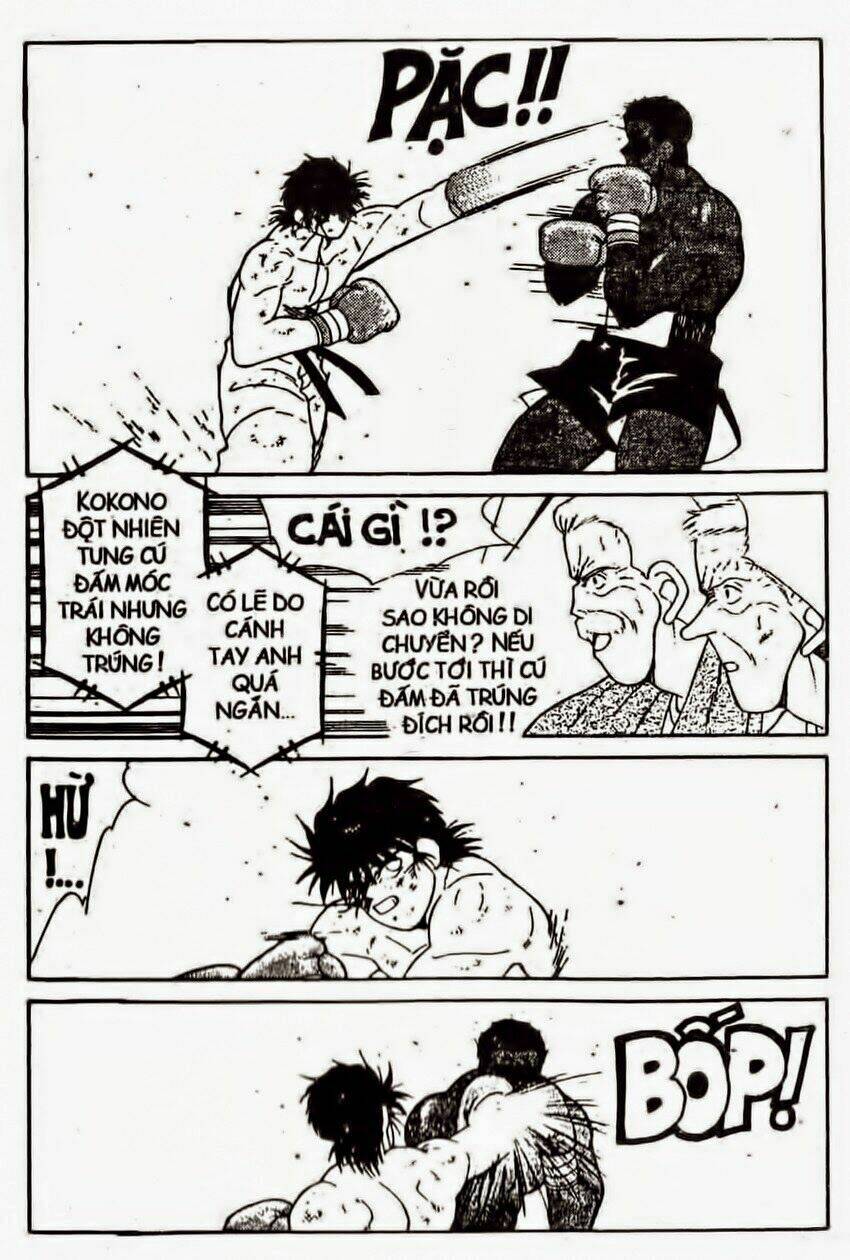 PẶC!!
KOKONO
ĐỘT NHIÊN
TUNG CÚ
ĐẤM MÓC
TRÁI NHƯNG
KHÔNG
TRÚNG!
CÓ LẼ DO
CÁNH
TAY ANH
QUÁ
NGẮN...
CÁI GÌ !?
VỪA RỒI
SAO KHÔNG DI
CHUYỂN? NẾU
BƯỚC TỚI THÌ CÚ
ĐẤM ĐÃ TRÚNG
ĐÍCH RỒI!!
HỪ
!...
BỐP!